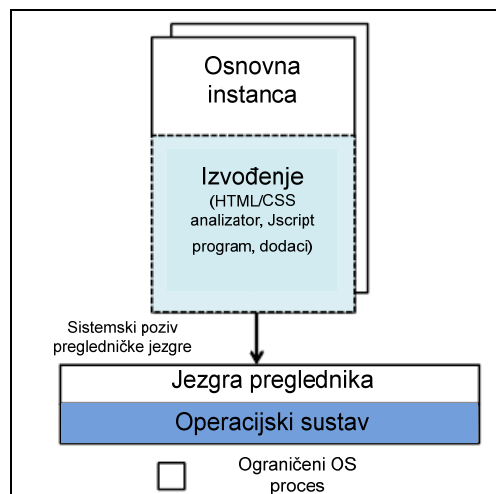 Osnovna
instanca
Izvođenje
(HTML/CSS
analizator, Jscript
program, dodaci)
Sistemski poziv
pregledničke jezgre
Jezgra preglednika
Operacijski sustav
Ograničeni OS
proces